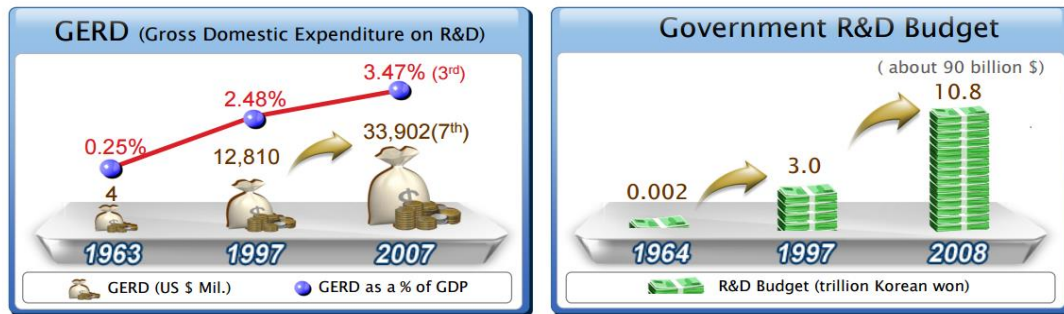 GERD (Gross Domestic Expenditure on R&D)
3.47% (3rd)
2.48%
0.25%
33,902(7th)
12,810
4
1963 1997 2007
GERD (US $ Mil.) GERD as a % of GDP
Government R&D Budget
( about 90 billion $)
10.8
3.0
0.002
1964 1997 2008
R&D Budget (trillion Korean won)